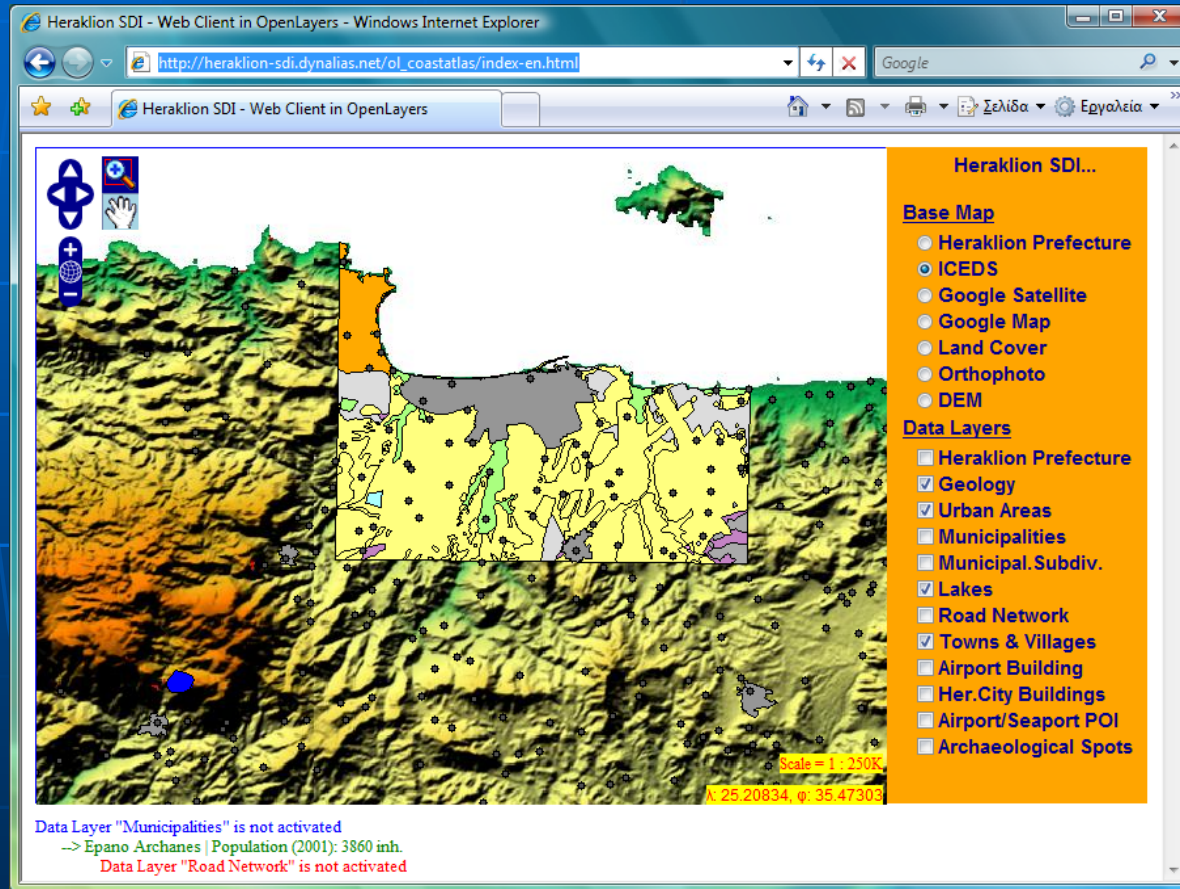 Heraklion SDI - Web Client in OpenLayers - Windows Internet Explorer
http://heraklion-sdi.dynalias.net/ol_coastatlas/index-en.html
Google
Heraklion SDI - Web Client in OpenLayers
Σελίδα
Εργαλεία
Heraklion SDI...
Base Map
Heraklion Prefecture
ICEDS
Google Satellite
Google Map
Land Cover
Orthophoto
DEM
Data Layers
Heraklion Prefecture
Geology
Urban Areas
Municipalities
Municipal.Subdiv.
Lakes
Road Network
Towns & Villages
Airport Building
Her.City Buildings
Airport/Seaport POI
Archaeological Spots
Scale = 1 : 250K
λ: 25.20834, φ: 35.47303
Data Layer "Municipalities" is not activated
--> Epano Archanes | Population (2001): 3860 inh.
Data Layer "Road Network" is not activated